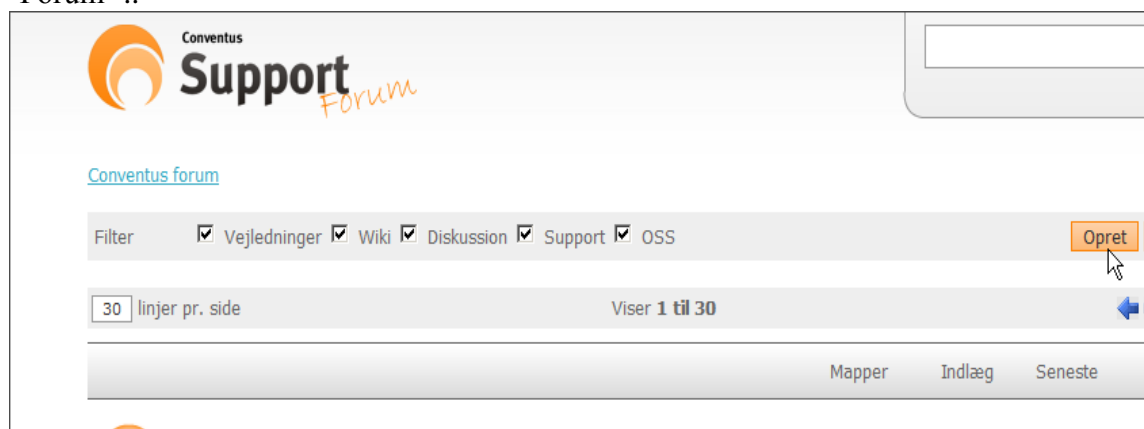 "Forum" ..
Conventus
Support
Forum
Conventus forum
Filter Vejledninger Wiki Diskussion Support OSS Opret
30 linjer pr. side Viser 1 til 30
Mapper Indlæg Seneste